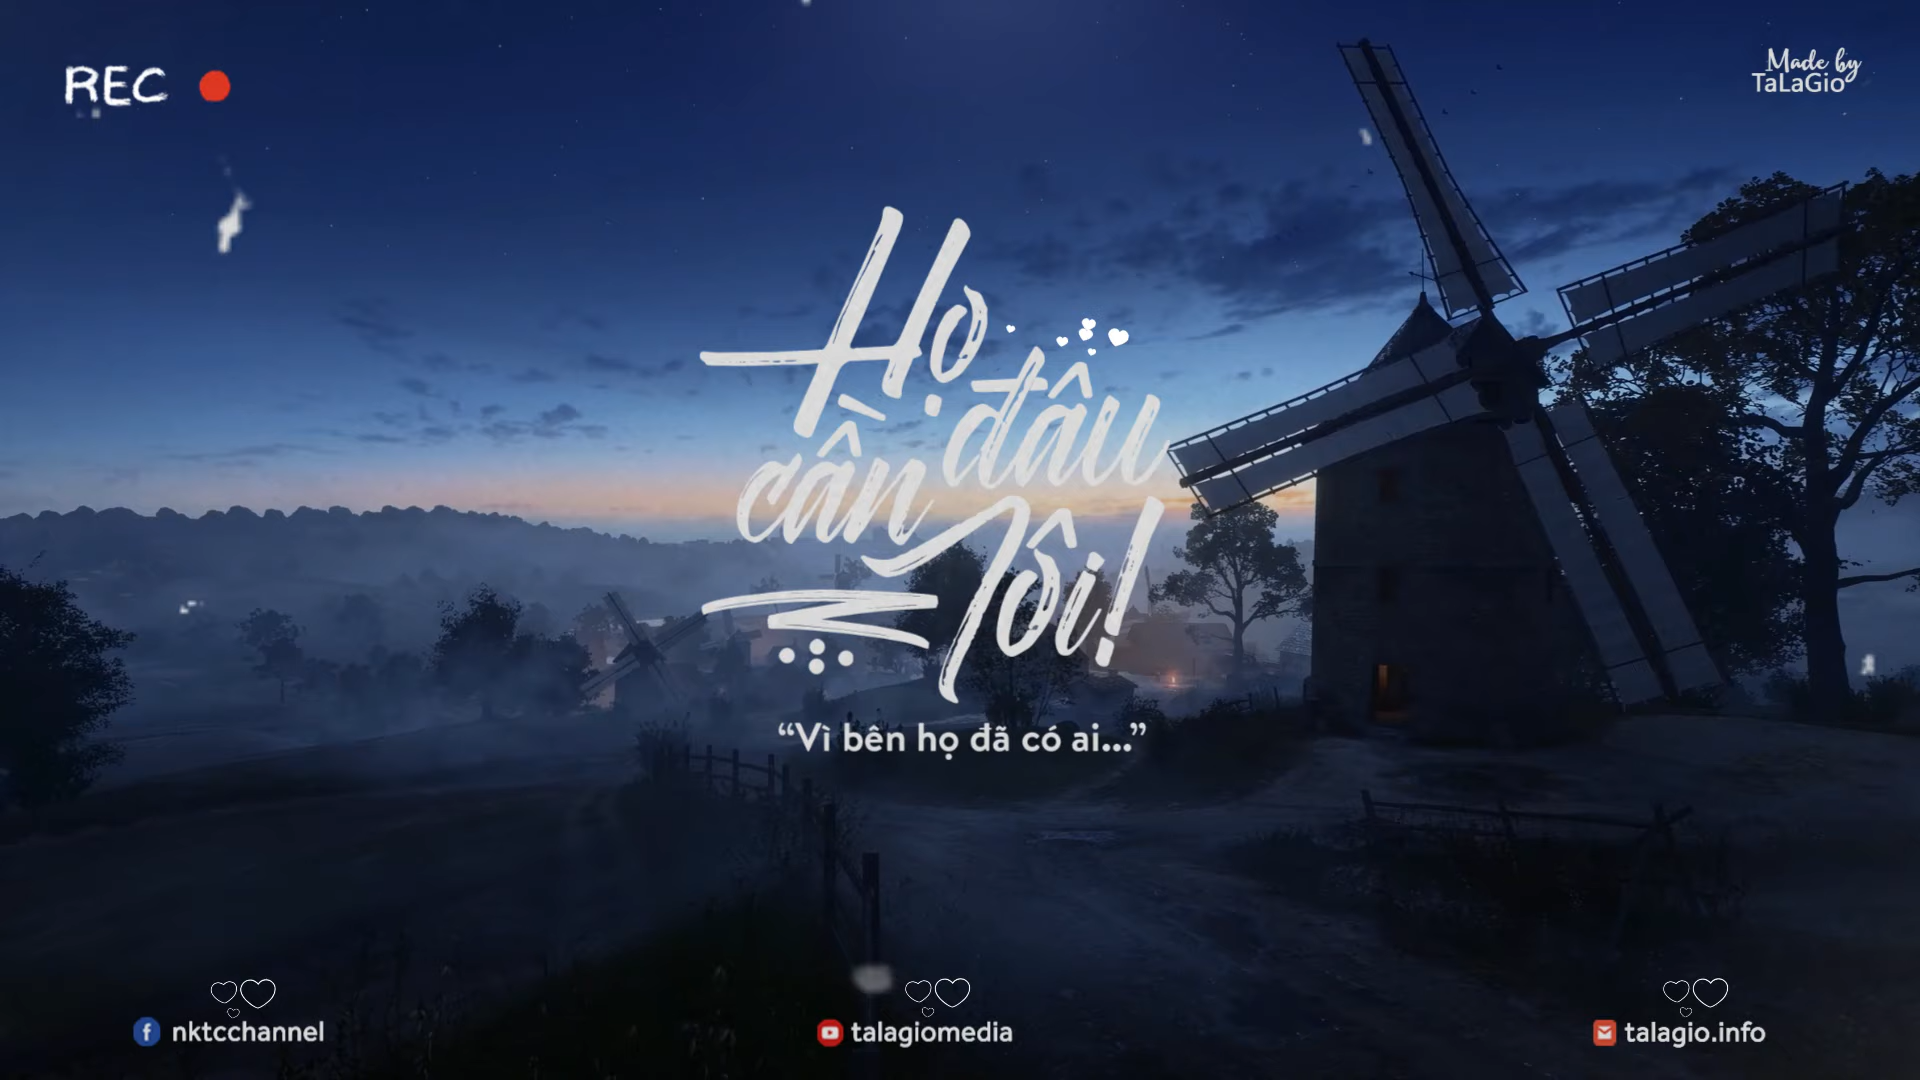 REC
Made by
TaLaGio
Họ
cần đâu
Tôi!
“Vì bên họ đã có ai...”
nktcchannel
talagiomedia
talagio.info